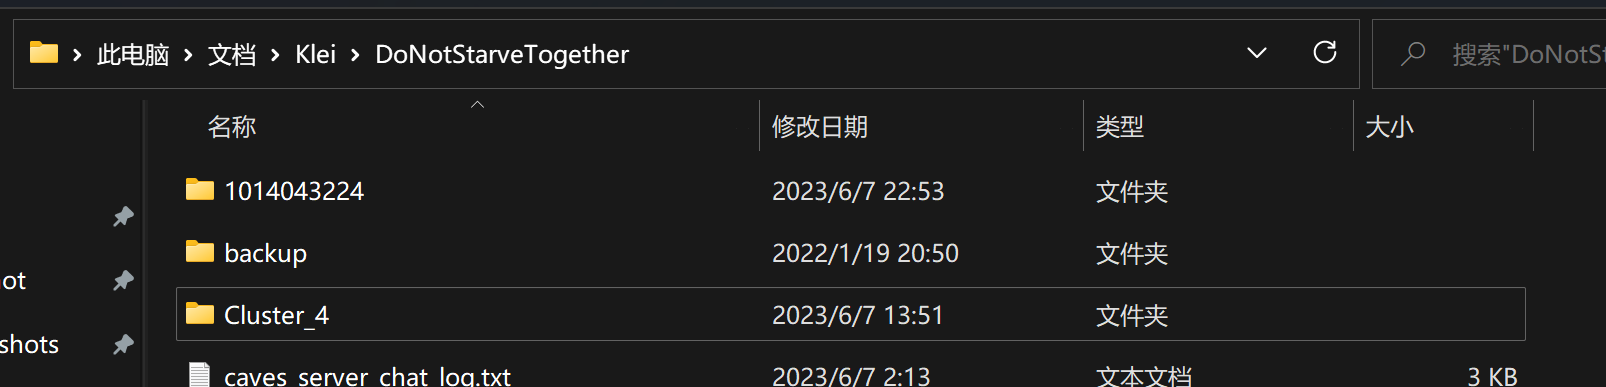 此电脑 > 文档 > Klei > DoNotStarveTogether
搜索"DoNotSt
名称 修改日期 类型 大小
1014043224 2023/6/7 22:53 文件夹
backup 2022/1/19 20:50 文件夹
ot
Cluster_4 2023/6/7 13:51 文件夹
shots
caves_server_chat_log.txt 2023/6/7 2:13 文本文档 3 KB